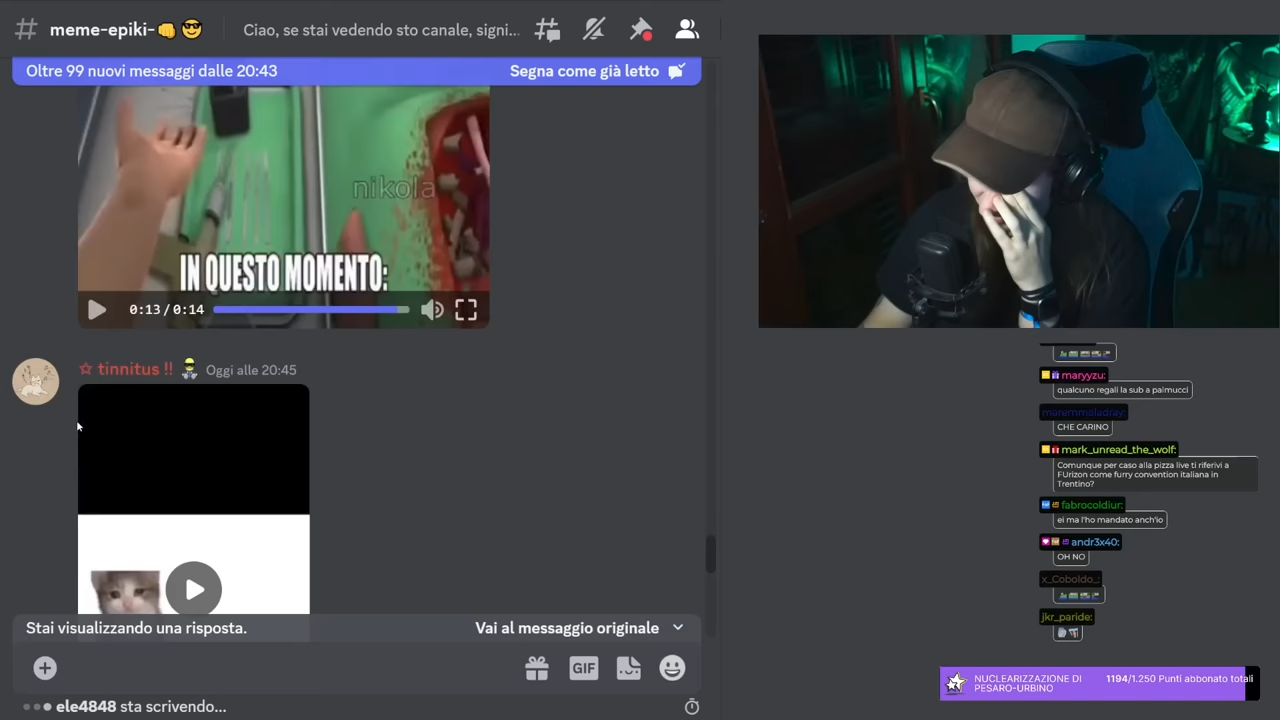 meme-epiki-👊😎
Ciao, se stai vedendo sto canale, signi...
Oltre 99 nuovi messaggi dalle 20:43
Segna come già letto
nikola
IN QUESTO MOMENTO:
0:13 / 0:14
☆ tinnitus !!
Oggi alle 20:45
Stai visualizzando una risposta.
Vai al messaggio originale
GIF
ele4848 sta scrivendo...
maryyzu:
qualcuno regali la sub a palmucci
maremmaladray:
CHE CARINO
mark_unread_the_wolf:
Comunque per caso alla pizza live ti riferivi a
FUrizon come furry convention italiana in
Trentino?
fabrocoldiur:
ei ma l'ho mandato anch'io
andr3x40:
OH NO
x_Coboldo_:
jkr_paride:
NUCLEARIZZAZIONE DI
PESARO-URBINO
1194/1.250 Punti abbonato totali